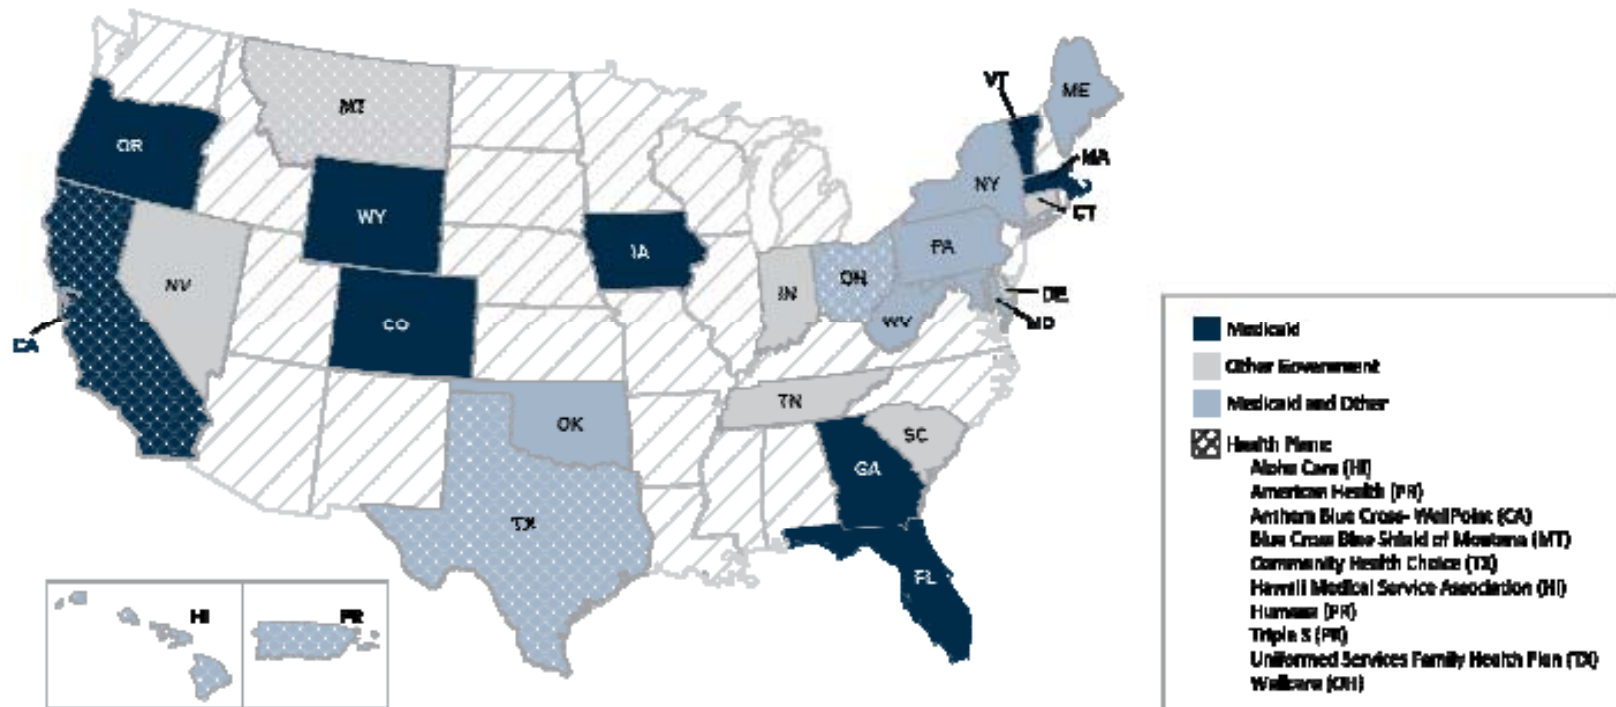 VT
ME
MT
OR
MA
NY
WY
CT
IA
PA
OH
NV
IN
DE
CO
WV
MD
CA
TN
OK
SC
GA
TX
FL
HI
PR
Medicaid
Other Government
Medicaid and Other
Health Plans:
Aloha Care (HI)
American Health (PR)
Anthem Blue Cross- WellPoint (CA)
Blue Cross Blue Shield of Montana (MT)
Community Health Choice (TX)
Hawaii Medical Service Association (HI)
Humana (PR)
Triple S (PR)
Uniformed Services Family Health Plan (TX)
Wellcare (OH)